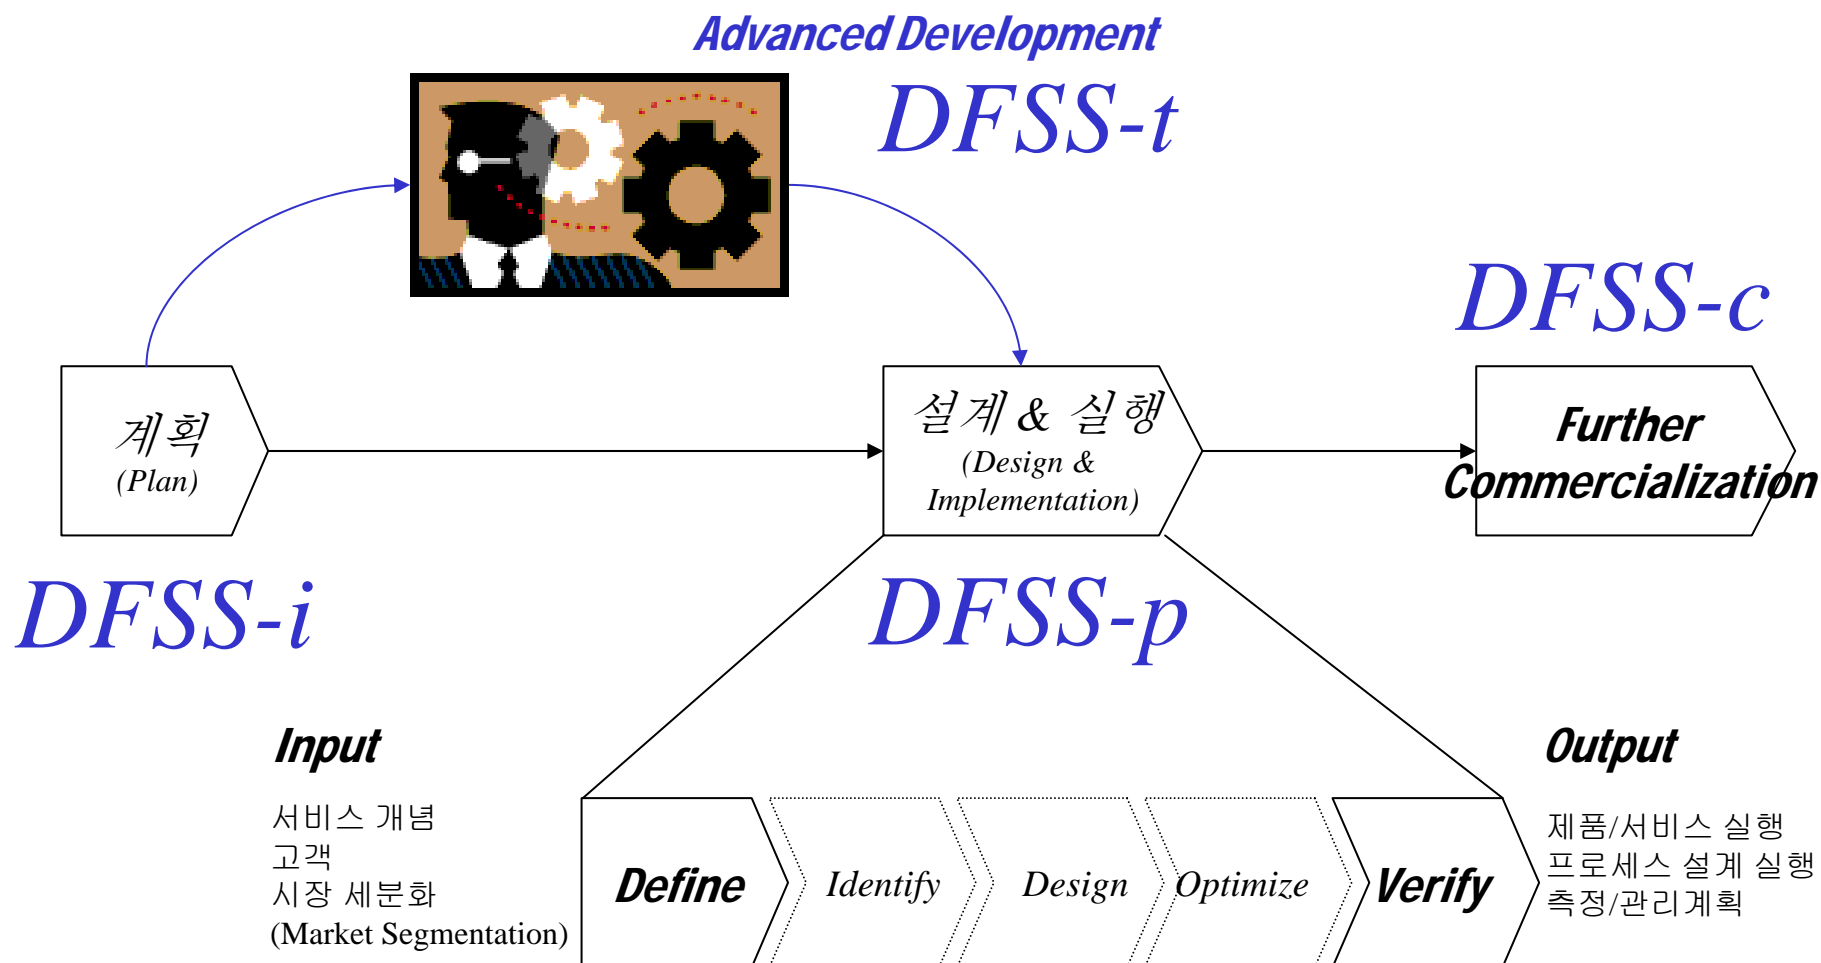 Advanced Development
DFSS-t
DFSS-c
계획
(Plan)
설계 & 실행
(Design &
Implementation)
Further
Commercialization
DFSS-i
DFSS-p
Input
서비스 개념
고객
시장 세분화
(Market Segmentation)
Define
Identify
Design
Optimize
Verify
Output
제품/서비스 실행
프로세스 설계 실행
측정/관리계획